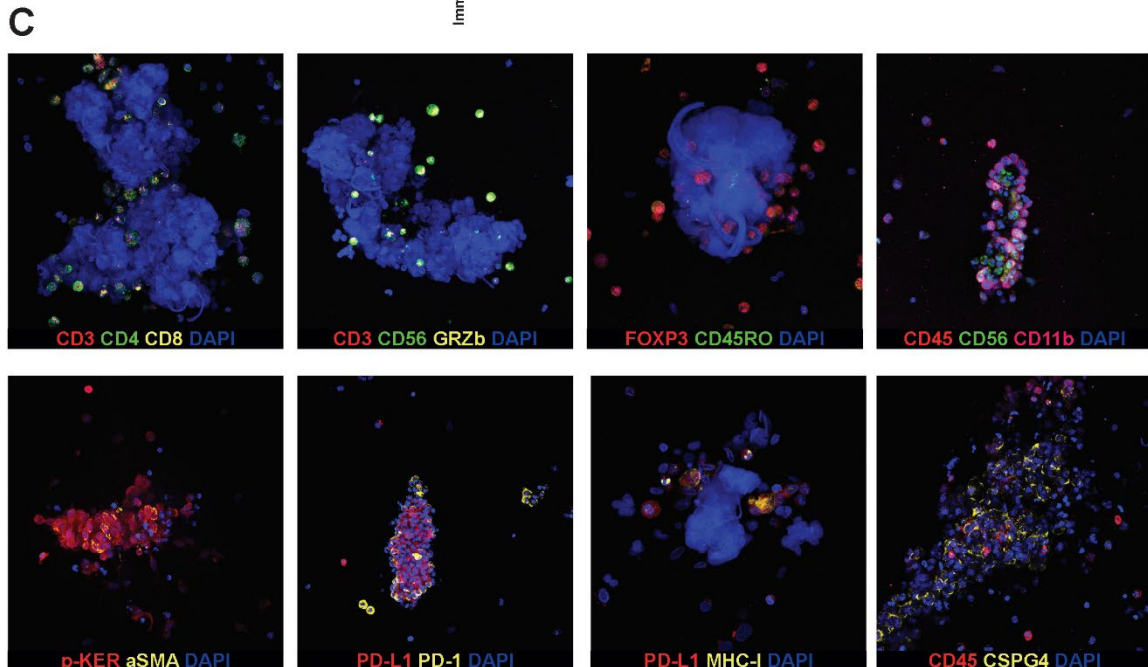 C
Imm
CD3 CD4 CD8 DAPI
CD3 CD56 GRZb DAPI
FOXP3 CD45RO DAPI
CD45 CD56 CD11b DAPI
p-KER aSMA DAPI
PD-L1 PD-1 DAPI
PD-L1 MHC-I DAPI
CD45 CSPG4 DAPI